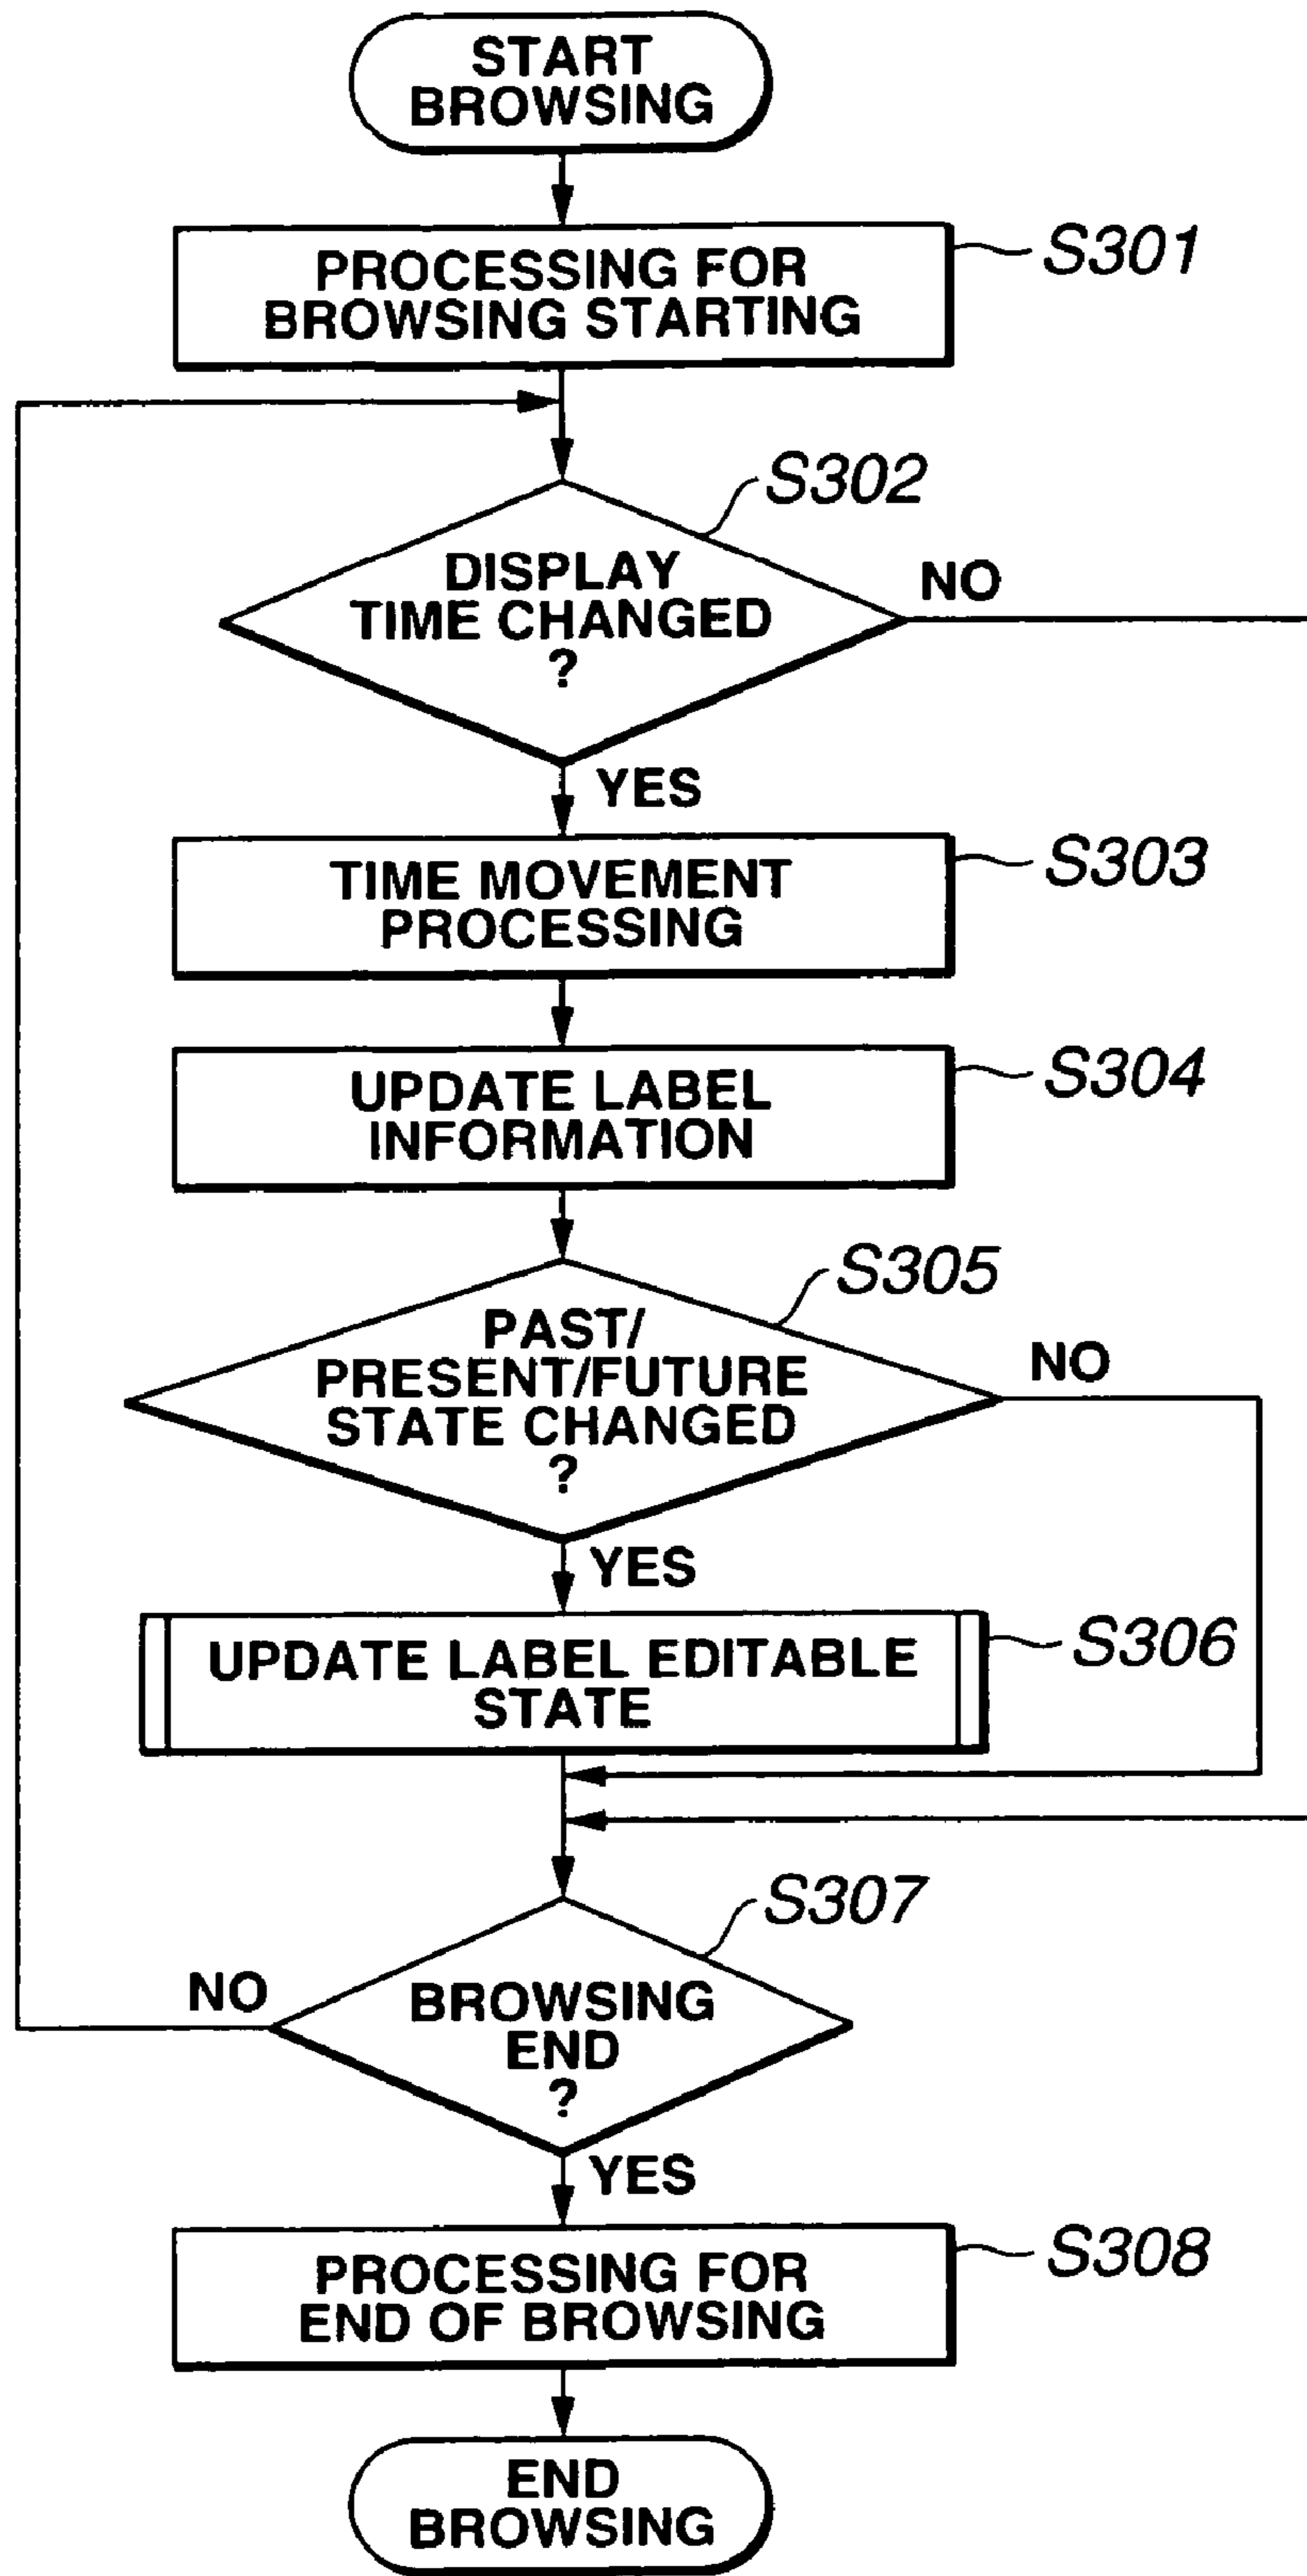 START
BROWSING
PROCESSING FOR
BROWSING STARTING
S301
S302
DISPLAY
TIME CHANGED
?
NO
YES
TIME MOVEMENT
PROCESSING
S303
UPDATE LABEL
INFORMATION
S304
S305
PAST/
PRESENT/FUTURE
STATE CHANGED
?
NO
YES
UPDATE LABEL EDITABLE
STATE
S306
S307
NO
BROWSING
END
?
YES
PROCESSING FOR
END OF BROWSING
S308
END
BROWSING